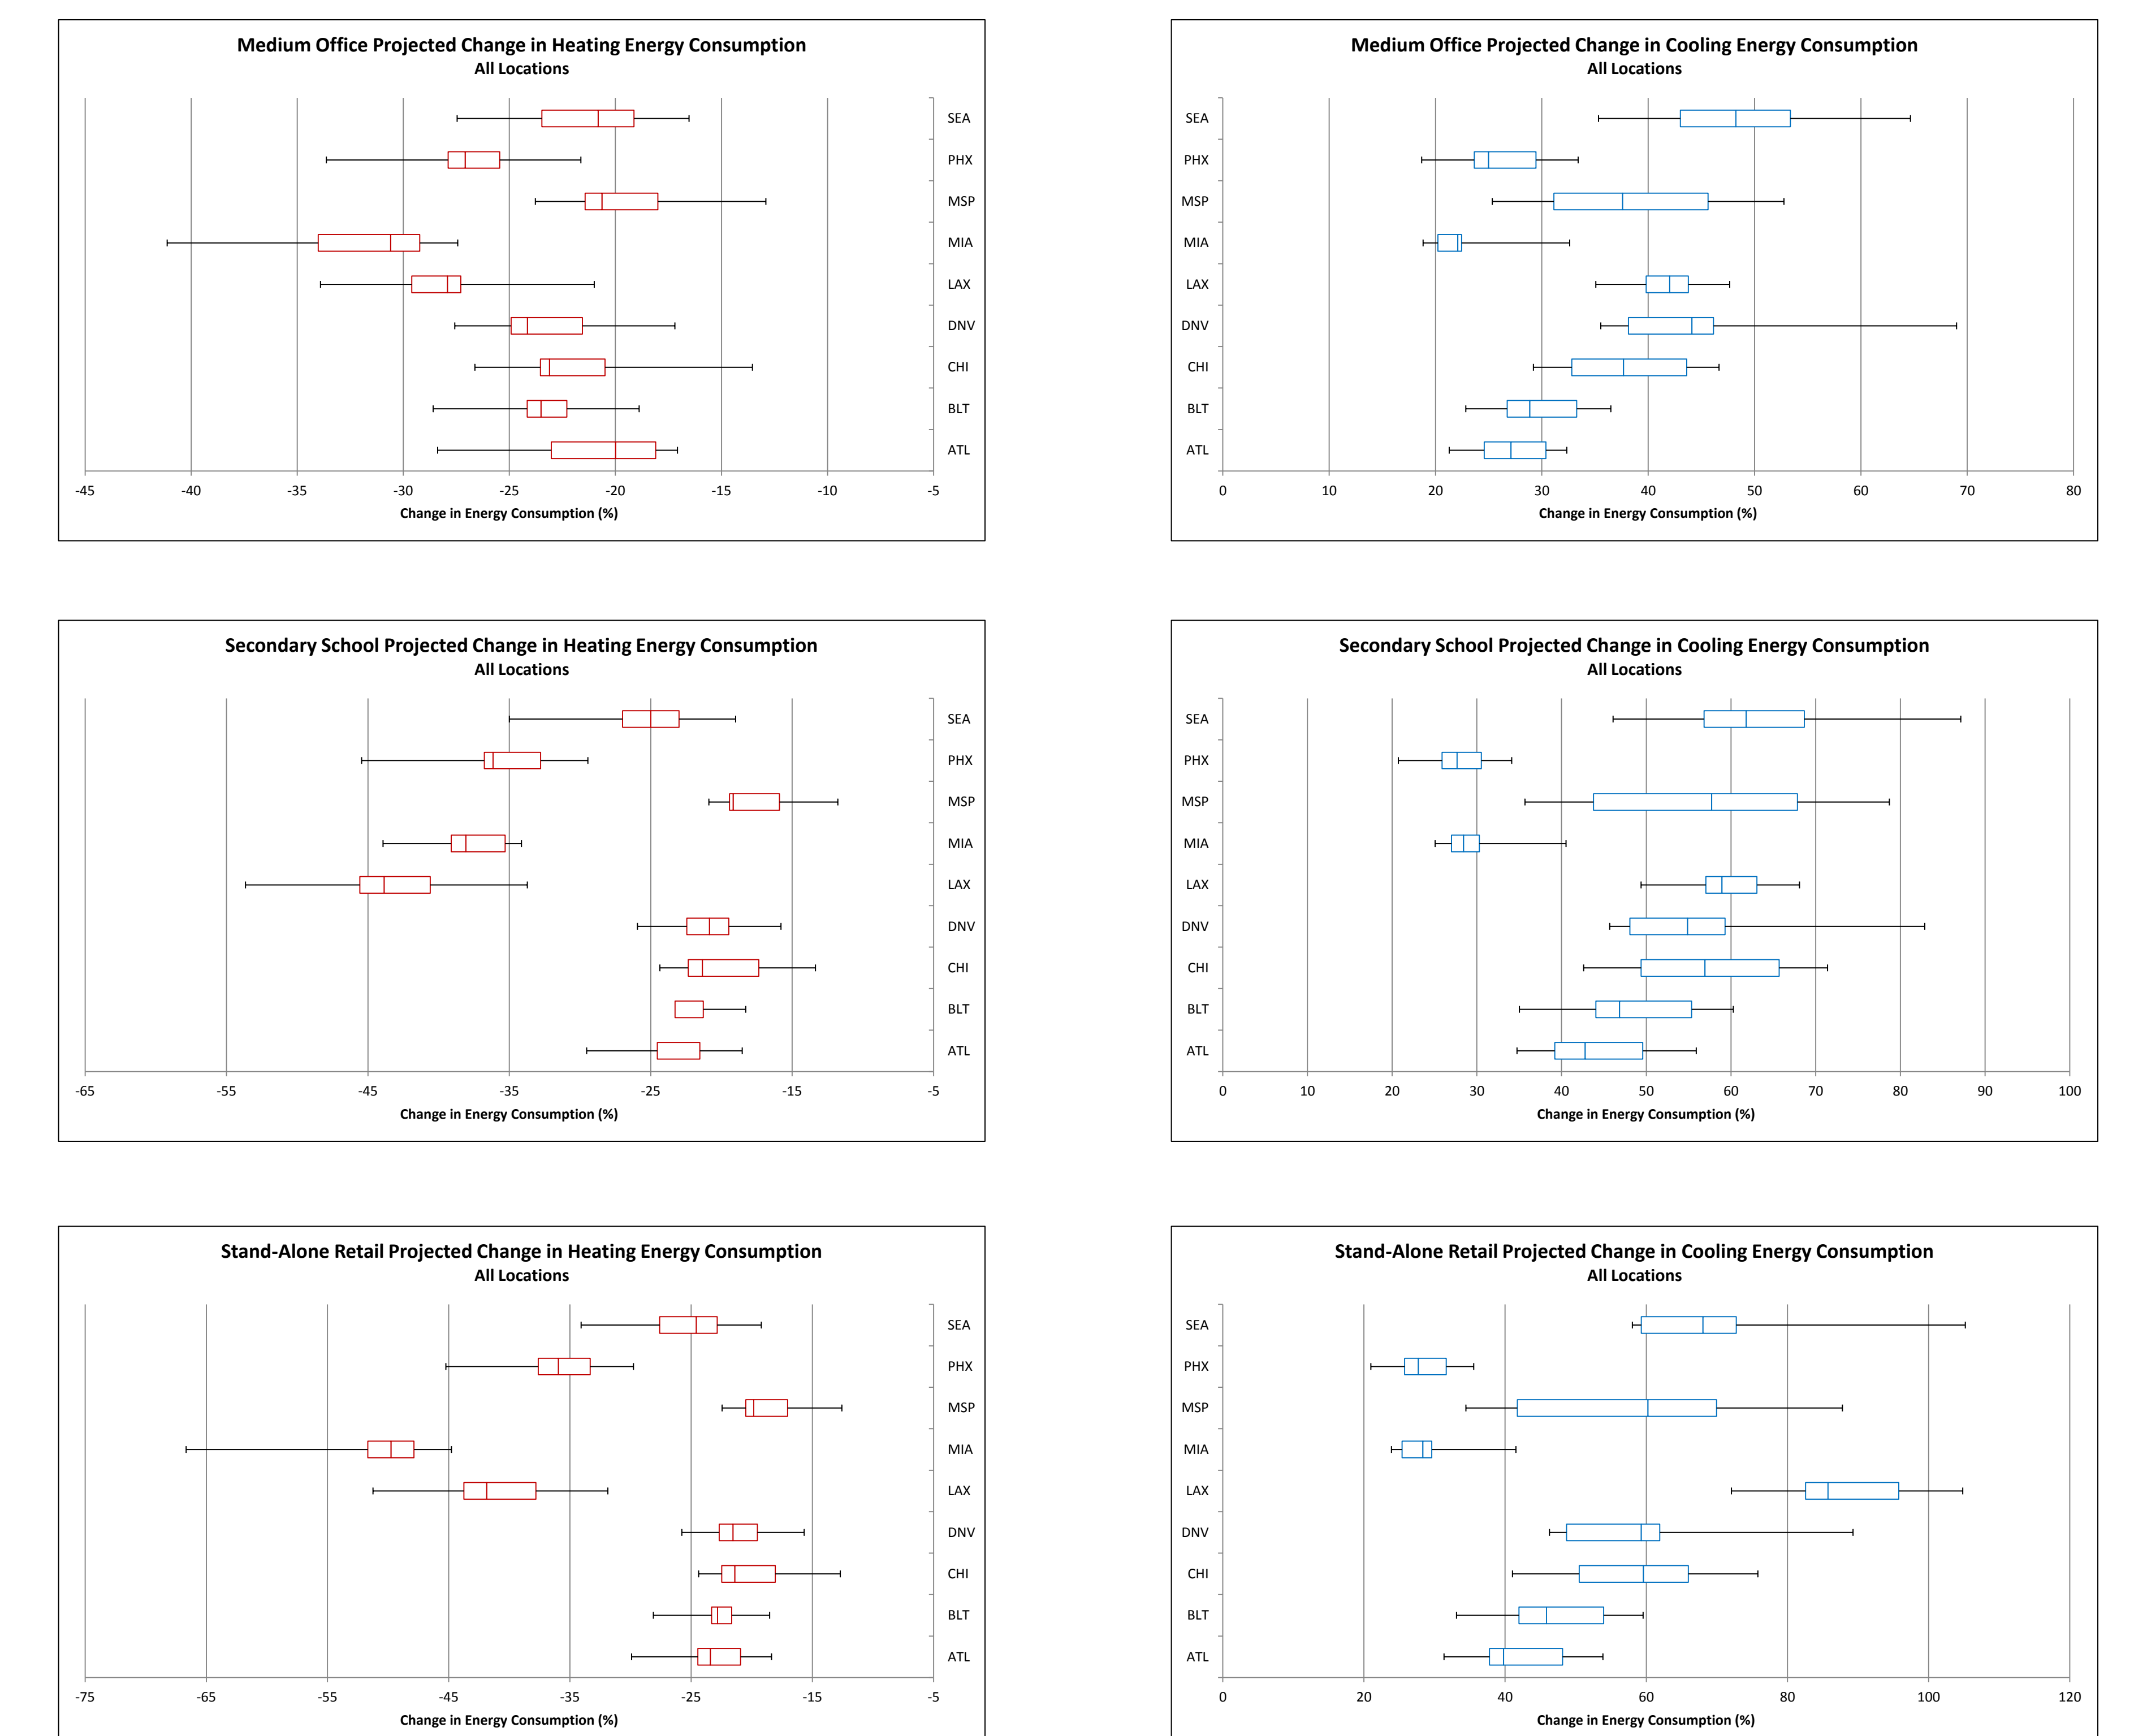 Medium Office Projected Change in Heating Energy Consumption
All Locations
SEA
PHX
MSP
MIA
LAX
DNV
CHI
BLT
ATL
-45 -40 -35 -30 -25 -20 -15 -10 -5
Change in Energy Consumption (%)
Medium Office Projected Change in Cooling Energy Consumption
All Locations
SEA
PHX
MSP
MIA
LAX
DNV
CHI
BLT
ATL
0 10 20 30 40 50 60 70 80
Change in Energy Consumption (%)
Secondary School Projected Change in Heating Energy Consumption
All Locations
SEA
PHX
MSP
MIA
LAX
DNV
CHI
BLT
ATL
-65 -55 -45 -35 -25 -15 -5
Change in Energy Consumption (%)
Secondary School Projected Change in Cooling Energy Consumption
All Locations
SEA
PHX
MSP
MIA
LAX
DNV
CHI
BLT
ATL
0 10 20 30 40 50 60 70 80 90 100
Change in Energy Consumption (%)
Stand-Alone Retail Projected Change in Heating Energy Consumption
All Locations
SEA
PHX
MSP
MIA
LAX
DNV
CHI
BLT
ATL
-75 -65 -55 -45 -35 -25 -15 -5
Change in Energy Consumption (%)
Stand-Alone Retail Projected Change in Cooling Energy Consumption
All Locations
SEA
PHX
MSP
MIA
LAX
DNV
CHI
BLT
ATL
0 20 40 60 80 100 120
Change in Energy Consumption (%)